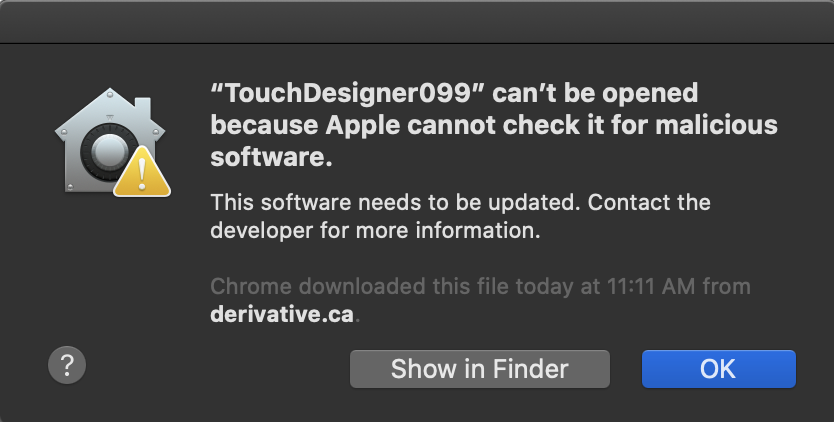 “TouchDesigner099” can’t be opened
because Apple cannot check it for malicious
software.
This software needs to be updated. Contact the
developer for more information.
Chrome downloaded this file today at 11:11 AM from
derivative.ca.
?
Show in Finder
OK